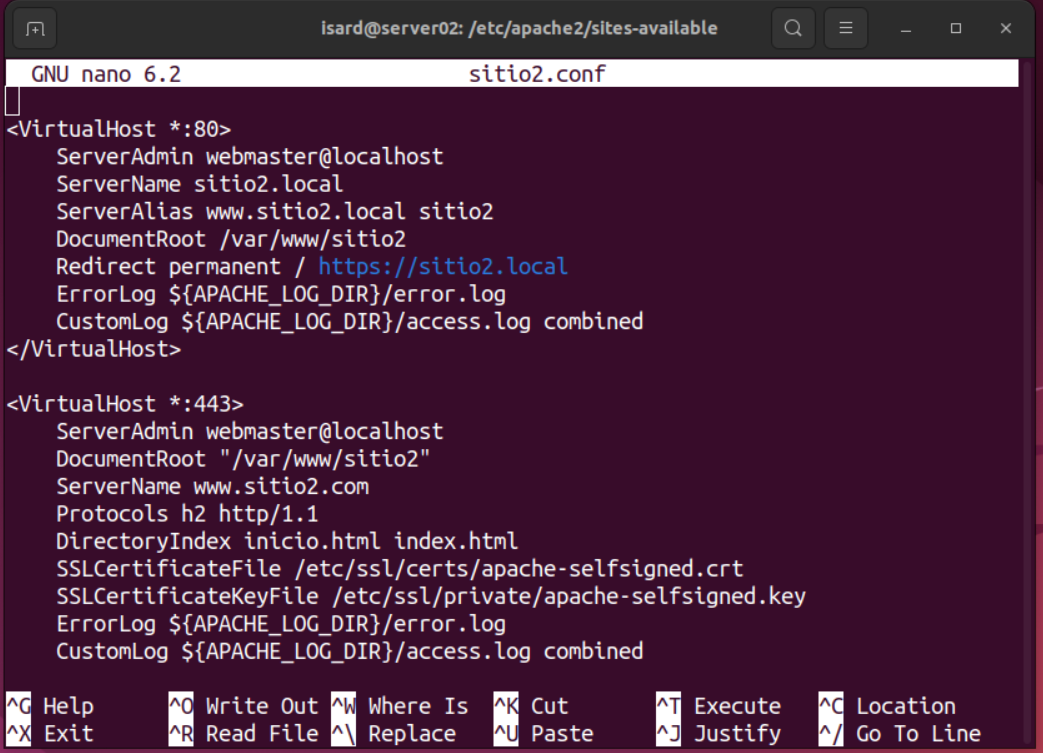 isard@server02: /etc/apache2/sites-available
GNU nano 6.2 sitio2.conf
<VirtualHost *:80>
    ServerAdmin webmaster@localhost
    ServerName sitio2.local
    ServerAlias www.sitio2.local sitio2
    DocumentRoot /var/www/sitio2
    Redirect permanent / https://sitio2.local
    ErrorLog ${APACHE_LOG_DIR}/error.log
    CustomLog ${APACHE_LOG_DIR}/access.log combined
</VirtualHost>
<VirtualHost *:443>
    ServerAdmin webmaster@localhost
    DocumentRoot "/var/www/sitio2"
    ServerName www.sitio2.com
    Protocols h2 http/1.1
    DirectoryIndex inicio.html index.html
    SSLCertificateFile /etc/ssl/certs/apache-selfsigned.crt
    SSLCertificateKeyFile /etc/ssl/private/apache-selfsigned.key
    ErrorLog ${APACHE_LOG_DIR}/error.log
    CustomLog ${APACHE_LOG_DIR}/access.log combined
^G Help ^O Write Out ^W Where Is ^K Cut ^T Execute ^C Location
^X Exit ^R Read File ^\ Replace ^U Paste ^J Justify ^/ Go To Line